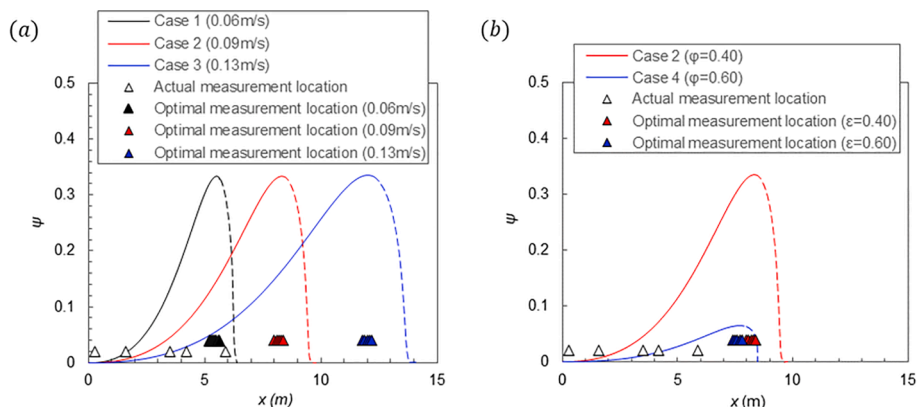 (a)
Case 1 (0.06m/s)
Case 2 (0.09m/s)
Case 3 (0.13m/s)
Actual measurement location
Optimal measurement location (0.06m/s)
Optimal measurement location (0.09m/s)
Optimal measurement location (0.13m/s)
0.5
0.4
0.3
0.2
0.1
0
ψ
0
5
10
15
x (m)
(b)
Case 2 (φ=0.40)
Case 4 (φ=0.60)
Actual measurement location
Optimal measurement location (ε=0.40)
Optimal measurement location (ε=0.60)
0.5
0.4
0.3
0.2
0.1
0
ψ
0
5
10
15
x (m)